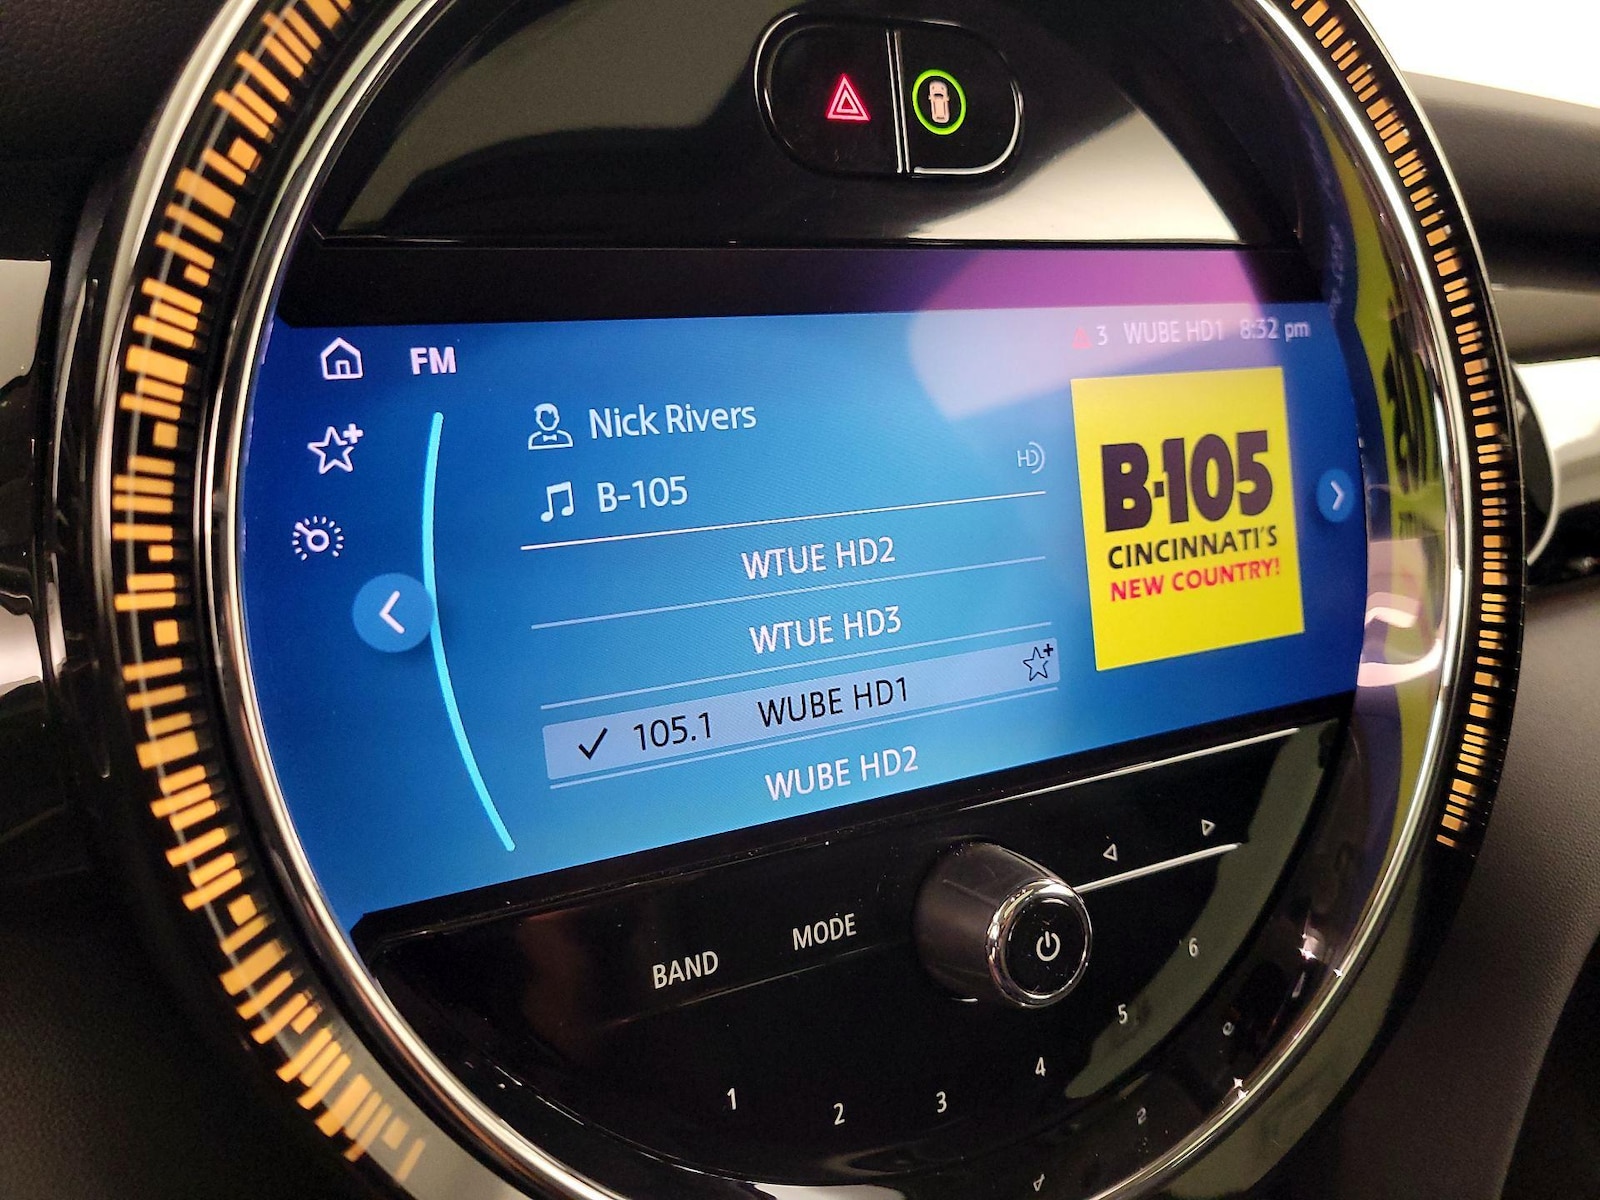 3 WUBE HD1 8:32 pm
FM
Nick Rivers
HD
B-105
WTUE HD2
WTUE HD3
105.1 WUBE HD1
WUBE HD2
B-105
CINCINNATI'S
NEW COUNTRY!
BAND MODE
1 2 3 4 5 6